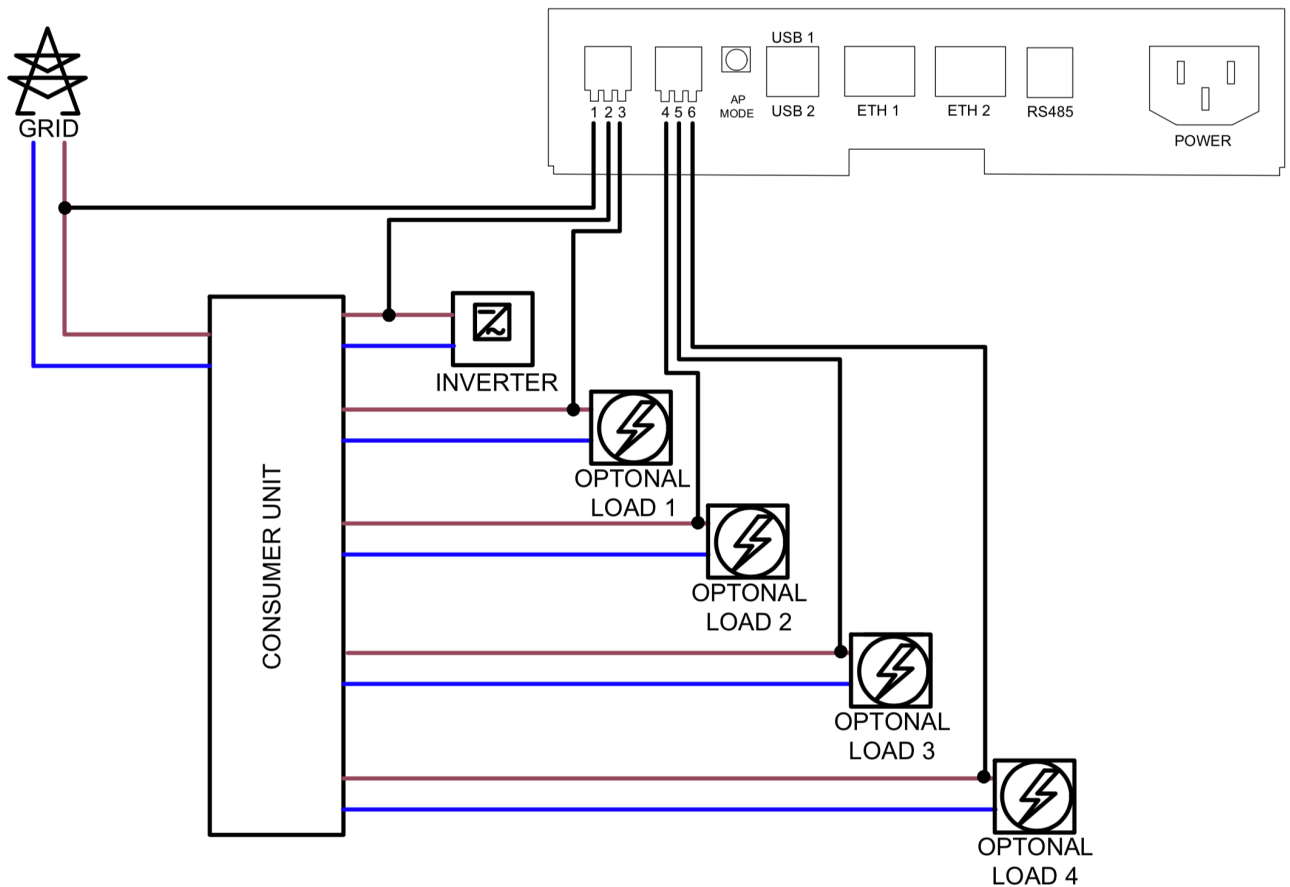 USB 1
1 2 3
4 5 6
AP
MODE
USB 2
ETH 1
ETH 2
RS485
POWER
GRID
INVERTER
OPTONAL
LOAD 1
CONSUMER UNIT
OPTONAL
LOAD 2
OPTONAL
LOAD 3
OPTONAL
LOAD 4